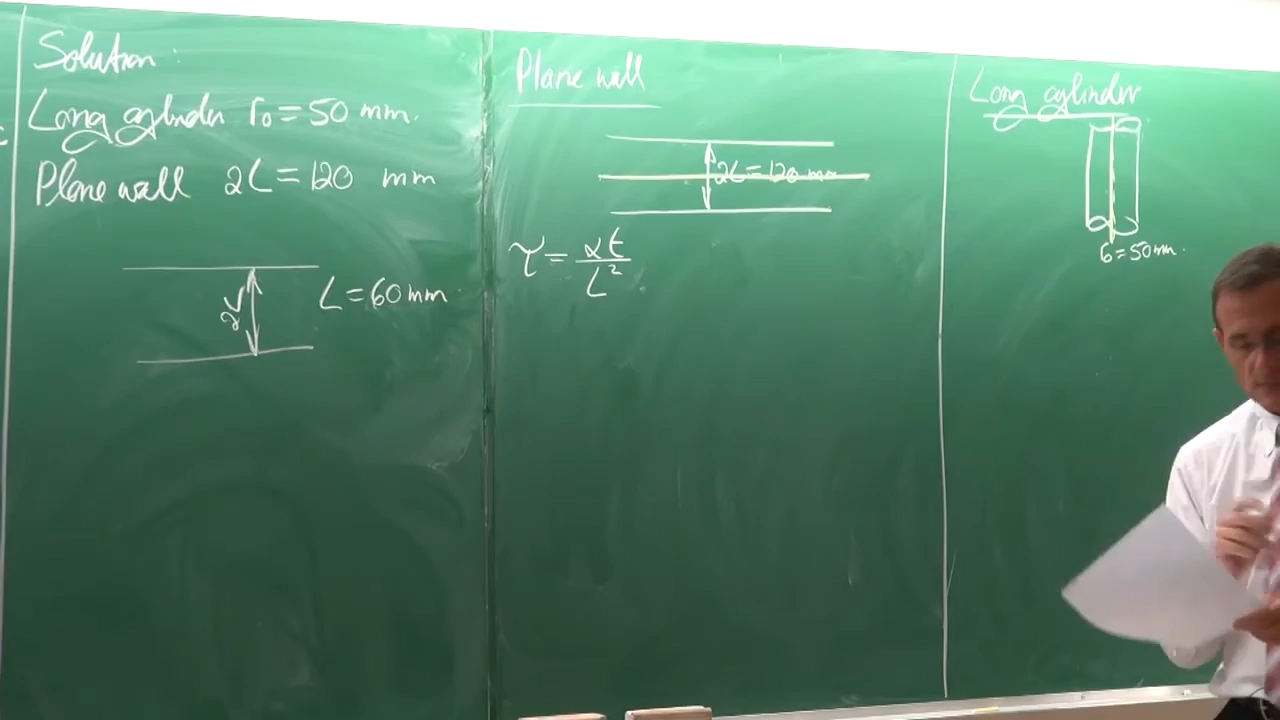 Solution:
Long cylinder r₀ = 50 mm.
Plane wall 2L = 120 mm
2L
L = 60 mm
Plane wall
2L = 120 mm
τ = αt / L²
Long cylinder
r₀ = 50 mm.